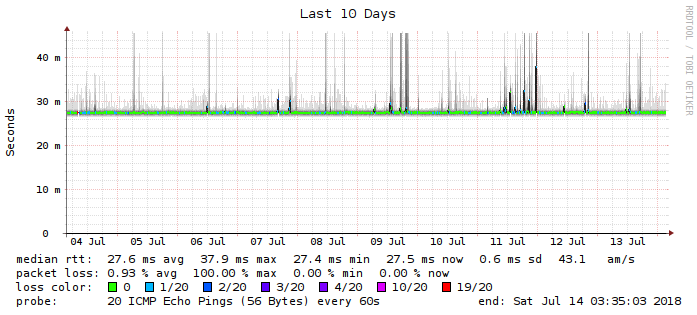 Last 10 Days
RRDTOOL / TOBI OETIKER
Seconds
40 m
30 m
20 m
10 m
0
04 Jul 05 Jul 06 Jul 07 Jul 08 Jul 09 Jul 10 Jul 11 Jul 12 Jul 13 Jul
median rtt: 27.6 ms avg 37.9 ms max 27.4 ms min 27.5 ms now 0.6 ms sd 43.1 am/s
packet loss: 0.93 % avg 100.00 % max 0.00 % min 0.00 % now
loss color: 0 1/20 2/20 3/20 4/20 10/20 19/20
probe: 20 ICMP Echo Pings (56 Bytes) every 60s end: Sat Jul 14 03:35:03 2018